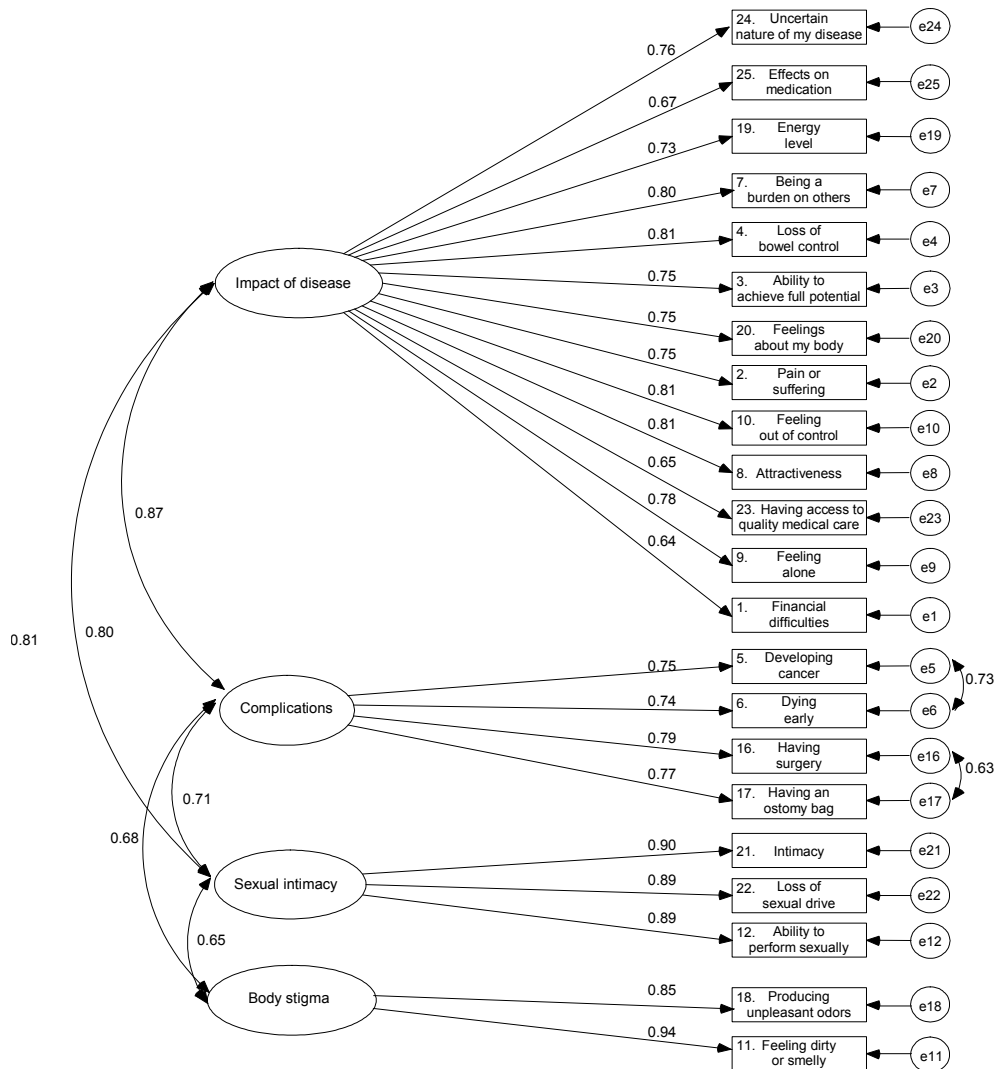 24. Uncertain
nature of my disease
e24
0.76
25. Effects on
medication
e25
0.67
19. Energy
level
e19
0.73
7. Being a
burden on others
e7
0.80
4. Loss of
bowel control
e4
0.81
Impact of disease
3. Ability to
achieve full potential
e3
0.75
20. Feelings
about my body
e20
0.75
2. Pain or
suffering
e2
0.75
10. Feeling
out of control
e10
0.81
8. Attractiveness
e8
0.81
23. Having access to
quality medical care
e23
0.65
9. Feeling
alone
e9
0.78
1. Financial
difficulties
e1
0.64
0.87
0.81
0.80
5. Developing
cancer
e5
0.75
0.73
Complications
6. Dying
early
e6
0.74
16. Having
surgery
e16
0.79
0.63
17. Having an
ostomy bag
e17
0.77
0.71
0.68
21. Intimacy
e21
0.90
Sexual intimacy
22. Loss of
sexual drive
e22
0.89
12. Ability to
perform sexually
e12
0.89
0.65
Body stigma
18. Producing
unpleasant odors
e18
0.85
11. Feeling dirty
or smelly
e11
0.94